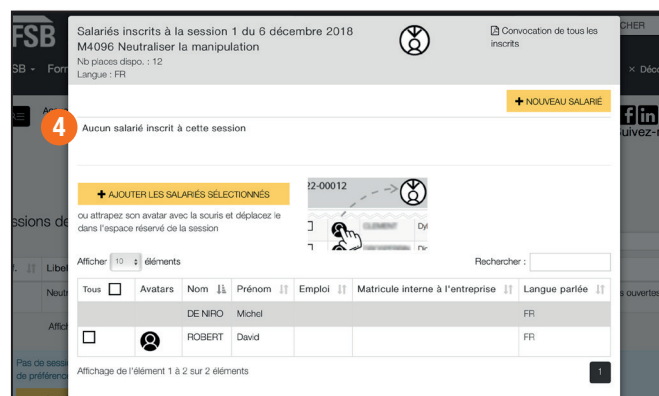 FSB
CHER
Salariés inscrits à la session 1 du 6 décembre 2018
M4096 Neutraliser la manipulation
Nb places dispo. : 12
Langue : FR
Convocation de tous les
inscrits
SB
Form
× Déco
+ NOUVEAU SALARIÉ
4
Aucun salarié inscrit à cette session
f in
uivez-n
+ AJOUTER LES SALARIÉS SÉLECTIONNÉS
ou attrapez son avatar avec la souris et déplacez le
dans l'espace réservé de la session
22-00012
CLEMENT Dyl
ssions de
Afficher 10 éléments
Rechercher :
Libel
Tous Avatars Nom Prénom Emploi Matricule interne à l'entreprise Langue parlée
Neutr
s ouvertes
DE NIRO Michel FR
Affich
ROBERT David FR
Pas de sessi
de préférence
Affichage de l'élément 1 à 2 sur 2 éléments
1